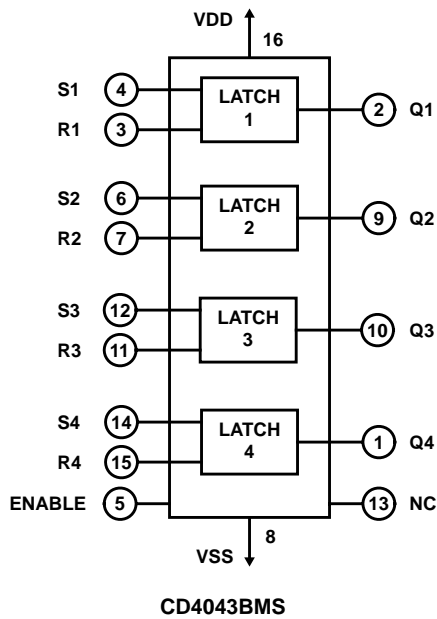 VDD
16
S1 4 LATCH 1 2 Q1
R1 3
S2 6 LATCH 2 9 Q2
R2 7
S3 12 LATCH 3 10 Q3
R3 11
S4 14 LATCH 4 1 Q4
R4 15
ENABLE 5 13 NC
8
VSS
CD4043BMS